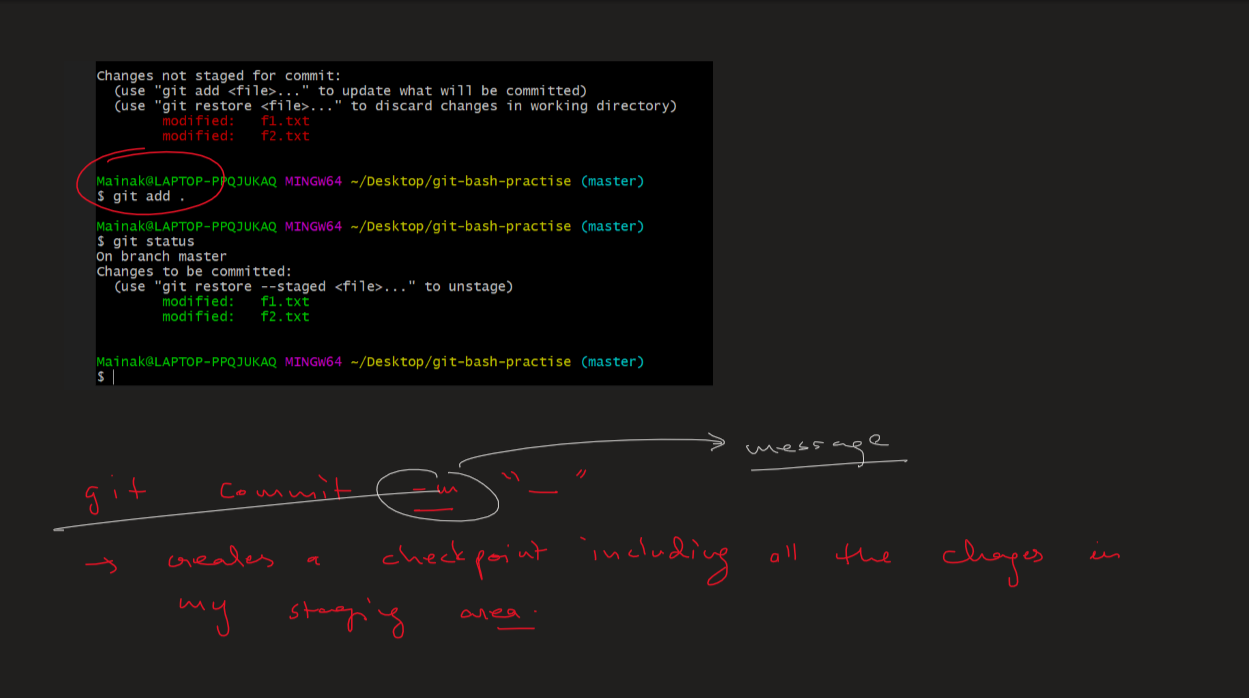 Changes not staged for commit:
(use "git add <file>..." to update what will be committed)
(use "git restore <file>..." to discard changes in working directory)
modified: f1.txt
modified: f2.txt
Mainak@LAPTOP-PPQJUKAQ MINGW64 ~/Desktop/git-bash-practise (master)
$ git add .
Mainak@LAPTOP-PPQJUKAQ MINGW64 ~/Desktop/git-bash-practise (master)
$ git status
On branch master
Changes to be committed:
(use "git restore --staged <file>..." to unstage)
modified: f1.txt
modified: f2.txt
Mainak@LAPTOP-PPQJUKAQ MINGW64 ~/Desktop/git-bash-practise (master)
$
message
git commit -m "_"
→ creates a checkpoint including all the chages in
my staging area.